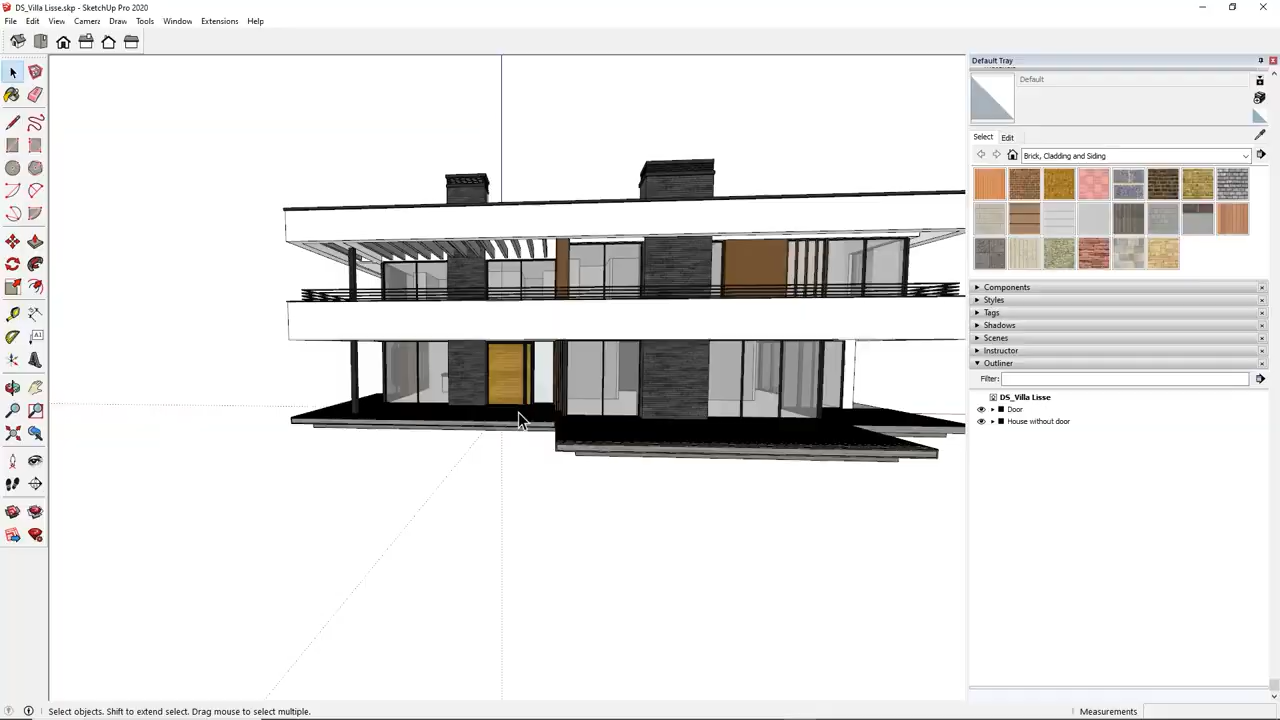 DS_Villa Lisse.skp - SketchUp Pro 2020
File Edit View Camera Draw Tools Window Extensions Help
Default Tray
Default
Select Edit
Brick, Cladding and Siding
Components
Styles
Tags
Shadows
Scenes
Instructor
Outliner
Filter:
DS_Villa Lisse
Door
House without door
Select objects. Shift to extend select. Drag mouse to select multiple.
Measurements